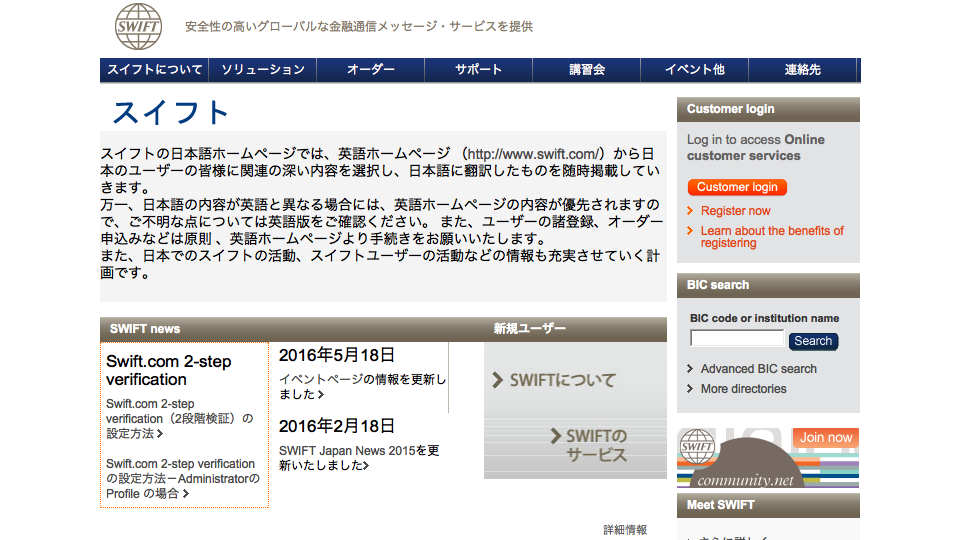 SWIFT
安全性の高いグローバルな金融通信メッセージ・サービスを提供
スイフトについて
ソリューション
オーダー
サポート
講習会
イベント他
連絡先
スイフト
スイフトの日本語ホームページでは、英語ホームページ （http://www.swift.com/）から日
本のユーザーの皆様に関連の深い内容を選択し、日本語に翻訳したものを随時掲載してい
きます。
万一、日本語の内容が英語と異なる場合には、英語ホームページの内容が優先されますの
で、ご不明な点については英語版をご確認ください。 また、ユーザーの諸登録、オーダー
申込みなどは原則 、英語ホームページより手続きをお願いいたします。
また、日本でのスイフトの活動、スイフトユーザーの活動などの情報も充実させていく計
画です。
SWIFT news
Swift.com 2-step
verification
Swift.com 2-step
verification（2段階検証）の
設定方法
Swift.com 2-step verification
の設定方法－Administratorの
Profile の場合
2016年5月18日
イベントページの情報を更新し
ました
2016年2月18日
SWIFT Japan News 2015を更
新いたしました
新規ユーザー
SWIFTについて
SWIFTの
サービス
詳細情報
Customer login
Log in to access Online
customer services
Customer login
Register now
Learn about the benefits of
registering
BIC search
BIC code or institution name
Search
Advanced BIC search
More directories
SWIFT
Join now
community.net
Meet SWIFT